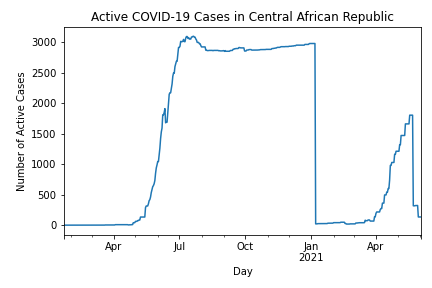 Active COVID-19 Cases in Central African Republic
3000
2500
2000
1500
1000
500
0
Number of Active Cases
Apr Jul Oct Jan Apr
2021
Day